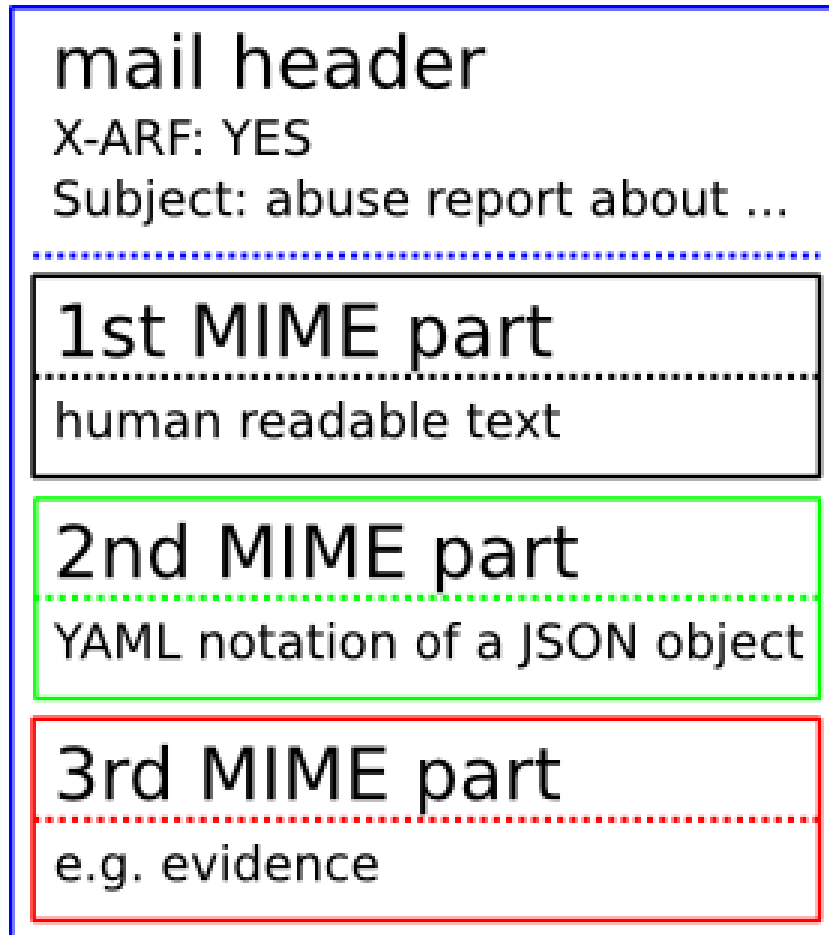 mail header
X-ARF: YES
Subject: abuse report about ...
1st MIME part
human readable text
2nd MIME part
YAML notation of a JSON object
3rd MIME part
e.g. evidence